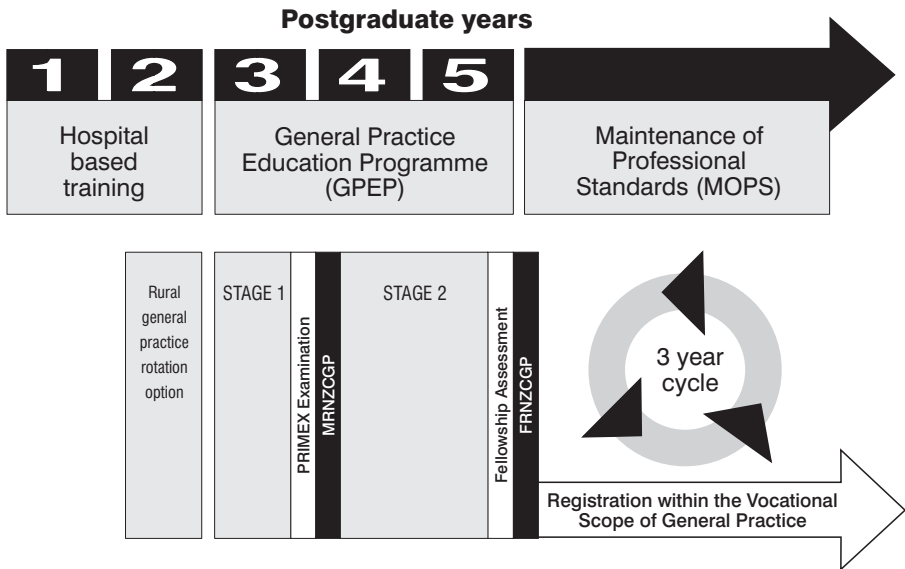 Postgraduate years
1 2 3 4 5
Hospital
based
training
General Practice
Education Programme
(GPEP)
Maintenance of
Professional
Standards (MOPS)
Rural
general
practice
rotation
option
STAGE 1
PRIMEX Examination
MRNZCGP
STAGE 2
Fellowship Assessment
FRNZCGP
3 year
cycle
Registration within the Vocational
Scope of General Practice